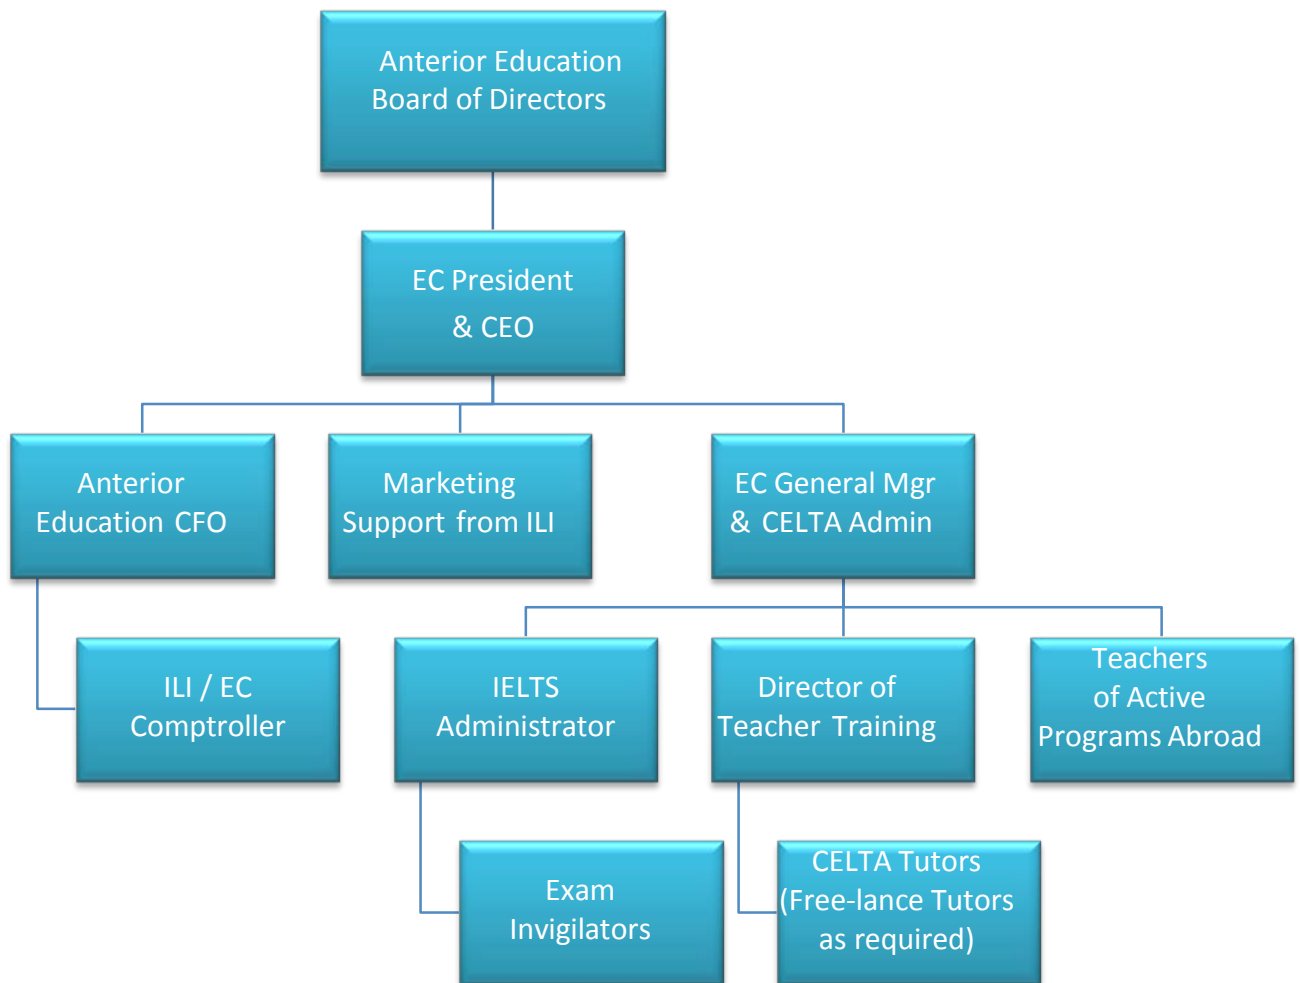 Anterior Education
Board of Directors
EC President
& CEO
Anterior
Education CFO
Marketing
Support from ILI
EC General Mgr
& CELTA Admin
ILI / EC
Comptroller
IELTS
Administrator
Director of
Teacher Training
Teachers
of Active
Programs Abroad
Exam
Invigilators
CELTA Tutors
(Free-lance Tutors
as required)